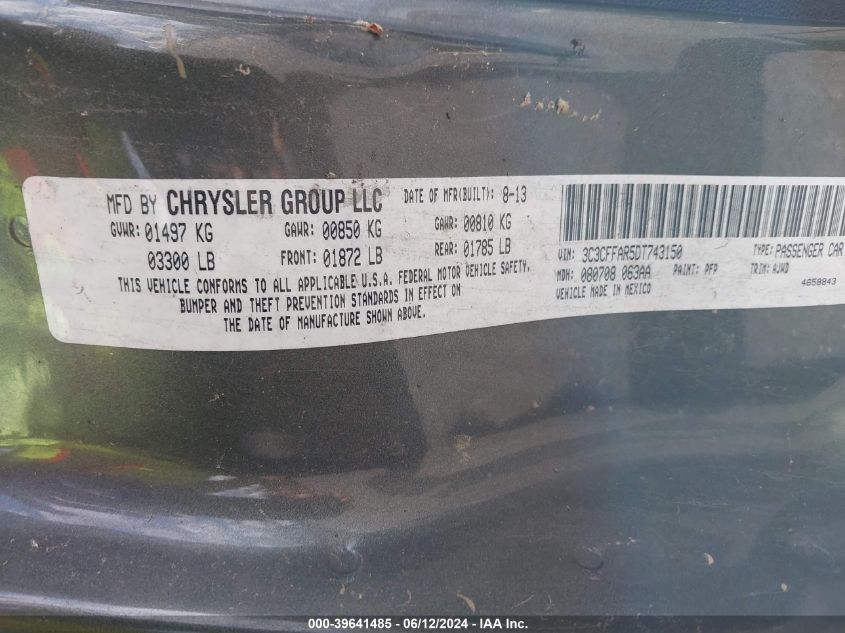 MFD BY CHRYSLER GROUP LLC DATE OF MFR(BUILT): 8-13
GVWR: 01497 KG GAWR: 00850 KG GAWR: 00810 KG
03300 LB FRONT: 01872 LB REAR: 01785 LB
THIS VEHICLE CONFORMS TO ALL APPLICABLE U.S.A. FEDERAL MOTOR VEHICLE SAFETY,
BUMPER AND THEFT PREVENTION STANDARDS IN EFFECT ON
THE DATE OF MANUFACTURE SHOWN ABOVE.
VIN: 3C3CFFAR5DT743150 TYPE: PASSENGER CAR
MDH: 080708 063AA PAINT: PFP TRIM: AJWD
VEHICLE MADE IN MEXICO 4658843
000-39641485 - 06/12/2024 - IAA Inc.